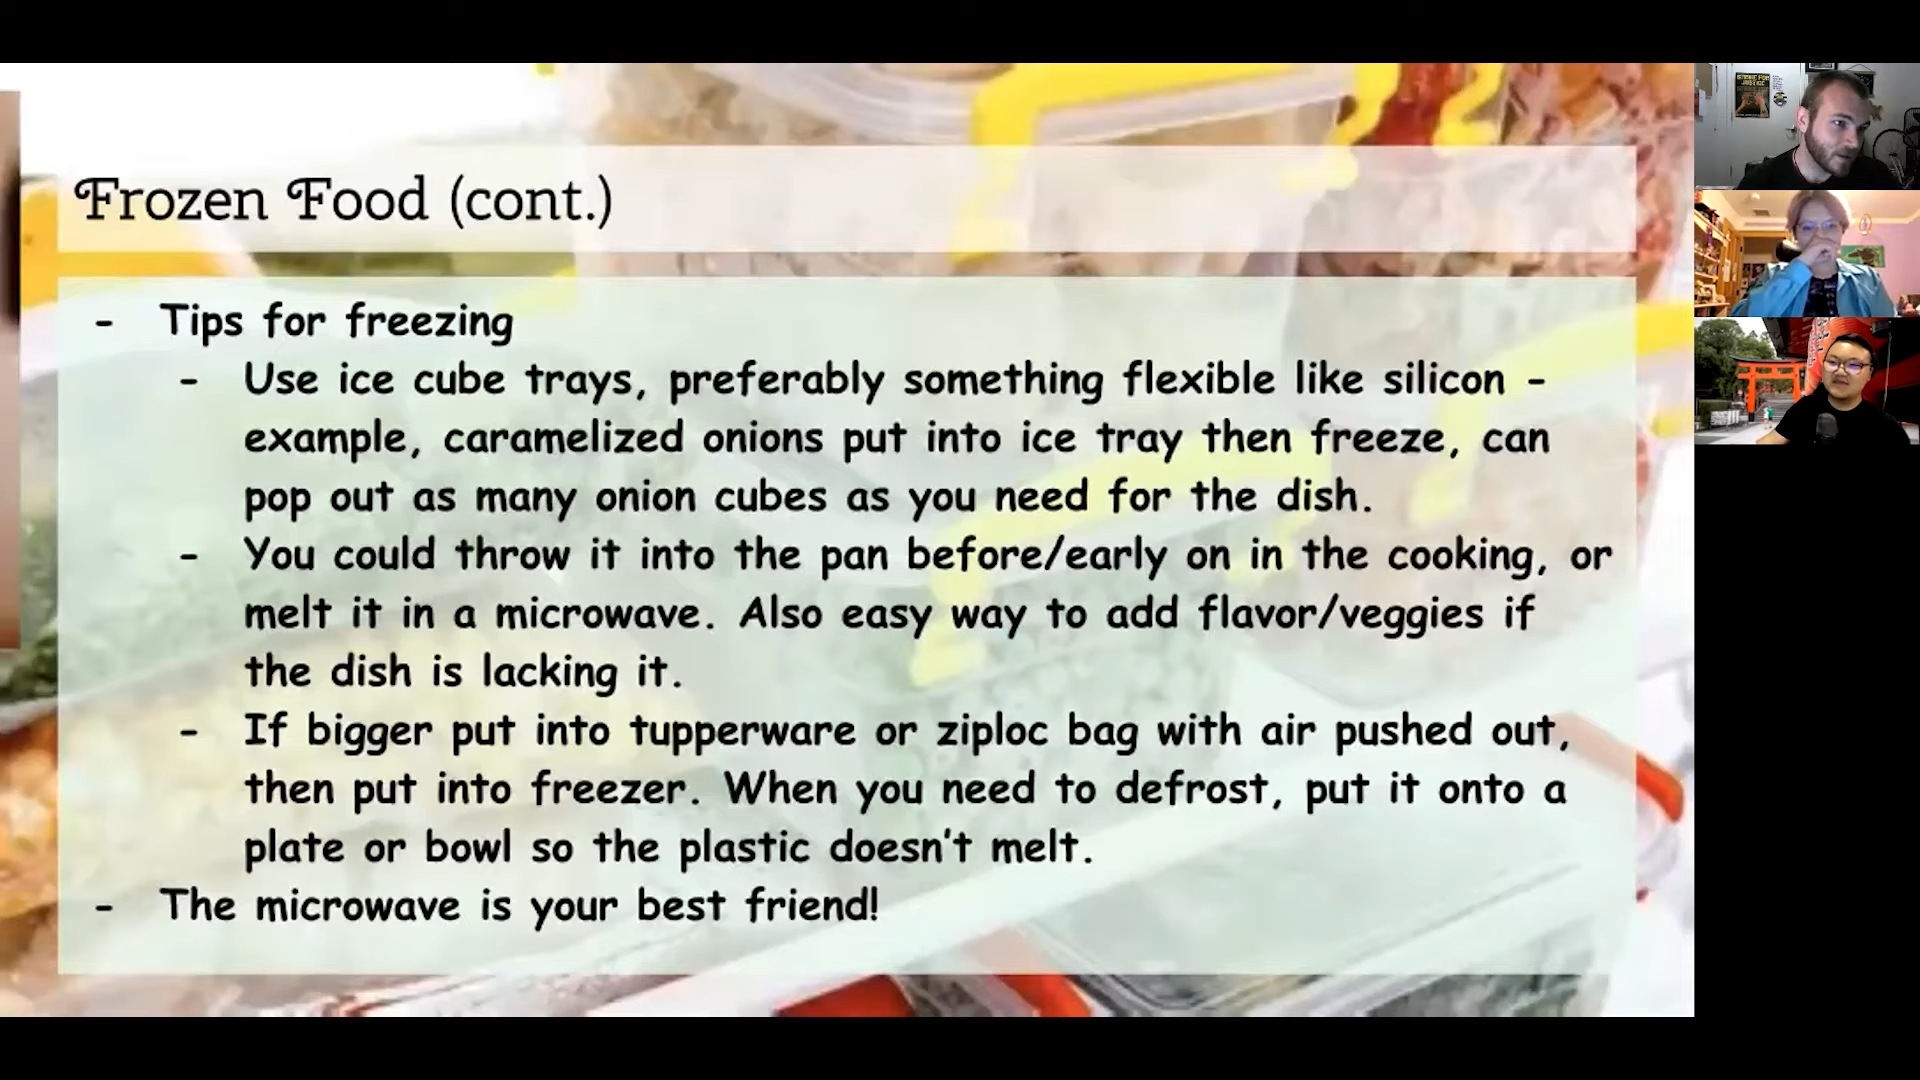 Frozen Food (cont.)
- Tips for freezing
- Use ice cube trays, preferably something flexible like silicon -
example, caramelized onions put into ice tray then freeze, can
pop out as many onion cubes as you need for the dish.
- You could throw it into the pan before/early on in the cooking, or
melt it in a microwave. Also easy way to add flavor/veggies if
the dish is lacking it.
- If bigger put into tupperware or ziploc bag with air pushed out,
then put into freezer. When you need to defrost, put it onto a
plate or bowl so the plastic doesn't melt.
- The microwave is your best friend!